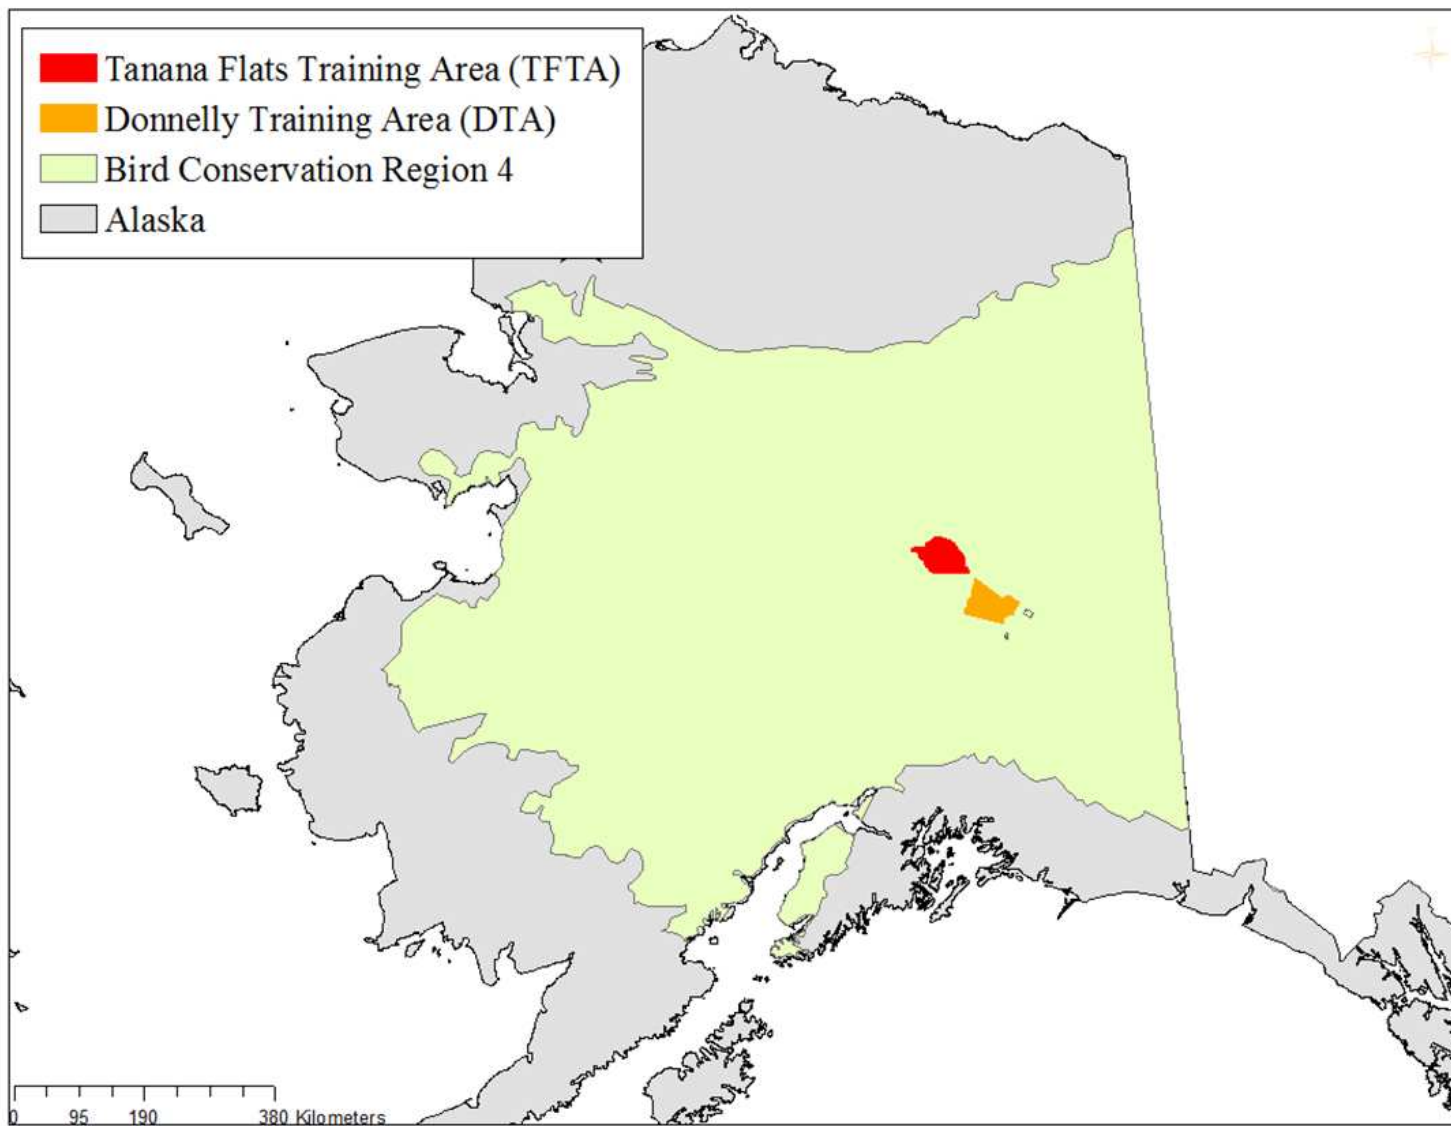 Tanana Flats Training Area (TFTA)
Donnelly Training Area (DTA)
Bird Conservation Region 4
Alaska
0 95 190 380 Kilometers